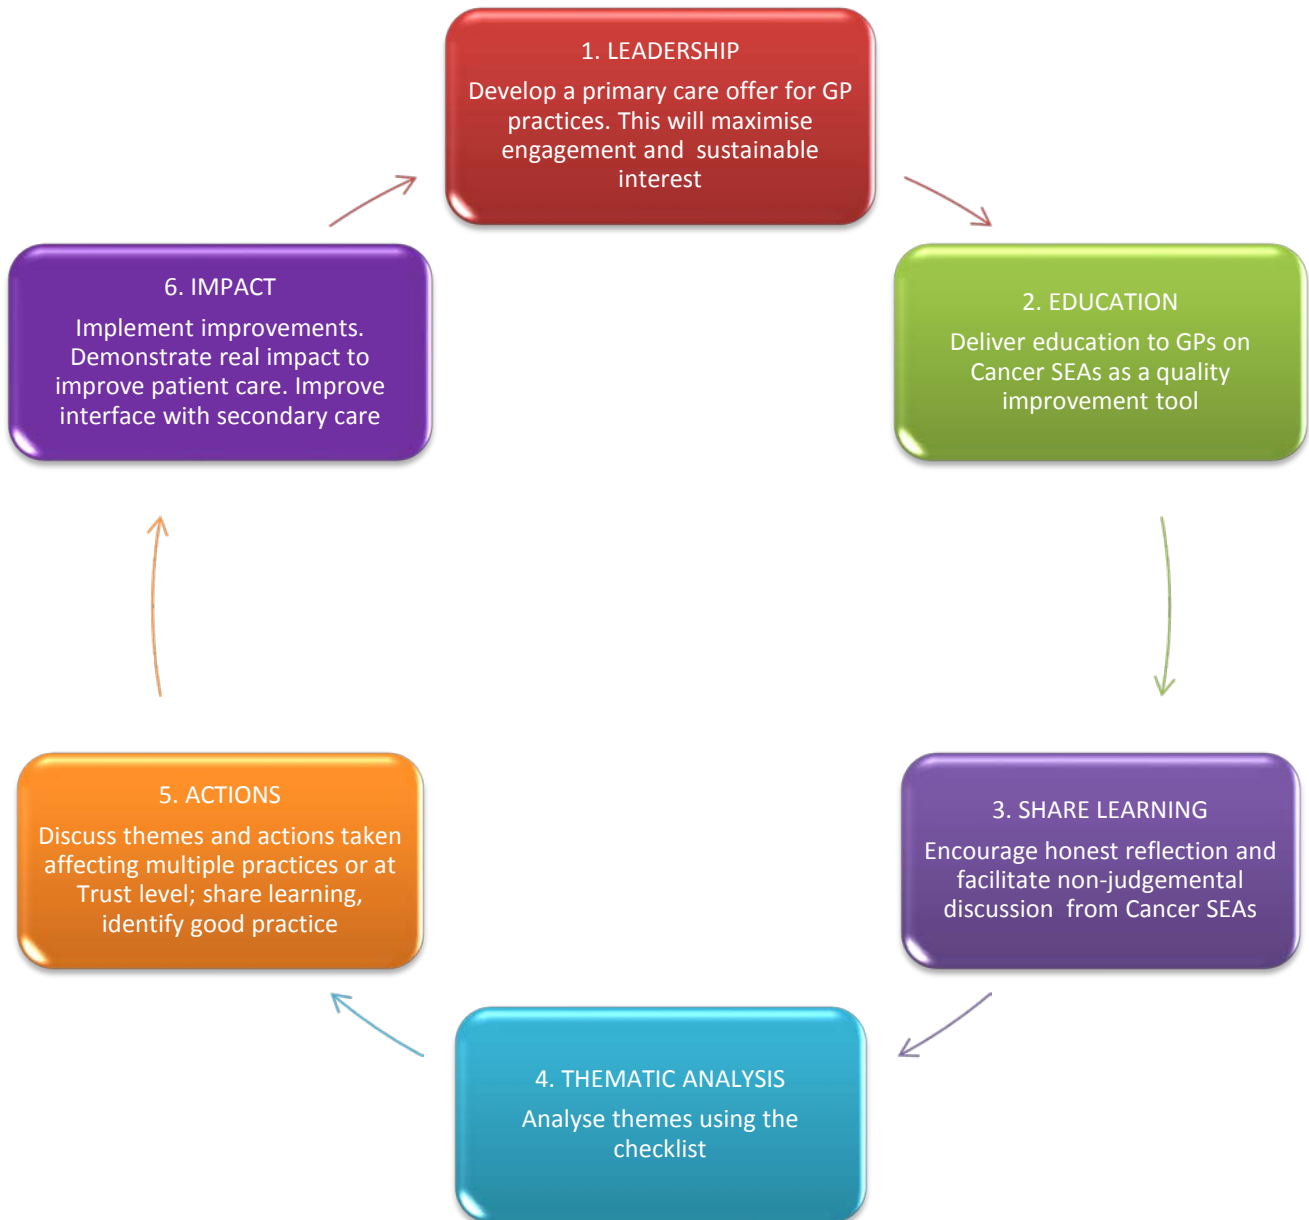 1. LEADERSHIP
Develop a primary care offer for GP
practices. This will maximise
engagement and  sustainable
interest
2. EDUCATION
Deliver education to GPs on
Cancer SEAs as a quality
improvement tool
3. SHARE LEARNING
Encourage honest reflection and
facilitate non-judgemental
discussion  from Cancer SEAs
4. THEMATIC ANALYSIS
Analyse themes using the
checklist
5. ACTIONS
Discuss themes and actions taken
affecting multiple practices or at
Trust level; share learning,
identify good practice
6. IMPACT
Implement improvements.
Demonstrate real impact to
improve patient care. Improve
interface with secondary care